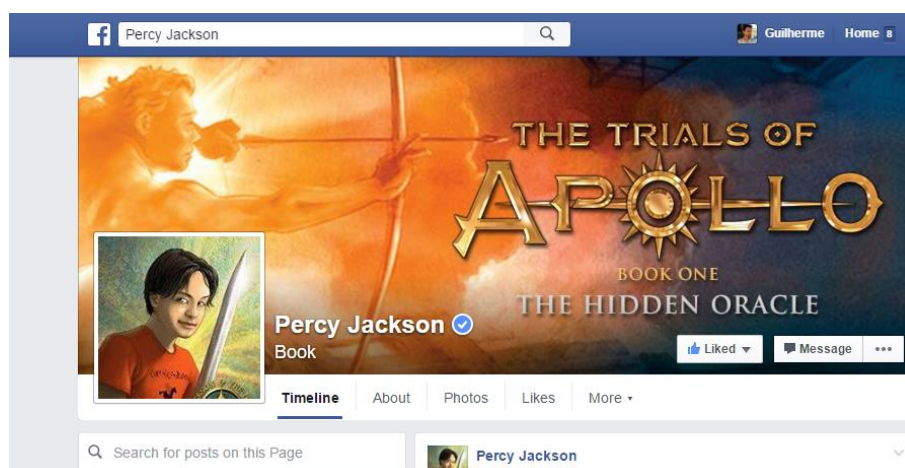 Percy Jackson
Guilherme Home 8
THE TRIALS OF
APOLLO
BOOK ONE
THE HIDDEN ORACLE
Percy Jackson
Book
Liked
Message
Timeline About Photos Likes More
Search for posts on this Page
Percy Jackson